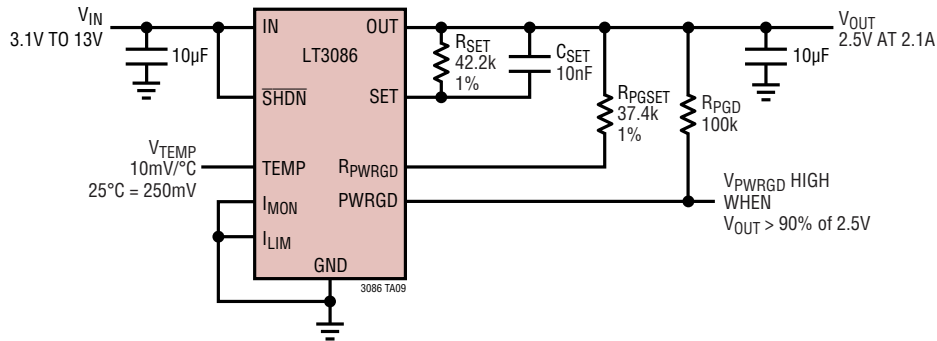 VIN
3.1V TO 13V
10µF
IN
OUT
LT3086
SHDN
SET
TEMP
RPWRGD
IMON
PWRGD
ILIM
GND
3086 TA09
RSET
42.2k
1%
CSET
10nF
RPGSET
37.4k
1%
RPGD
100k
10µF
VOUT
2.5V AT 2.1A
VTEMP
10mV/°C
25°C = 250mV
VPWRGD HIGH
WHEN
VOUT > 90% of 2.5V